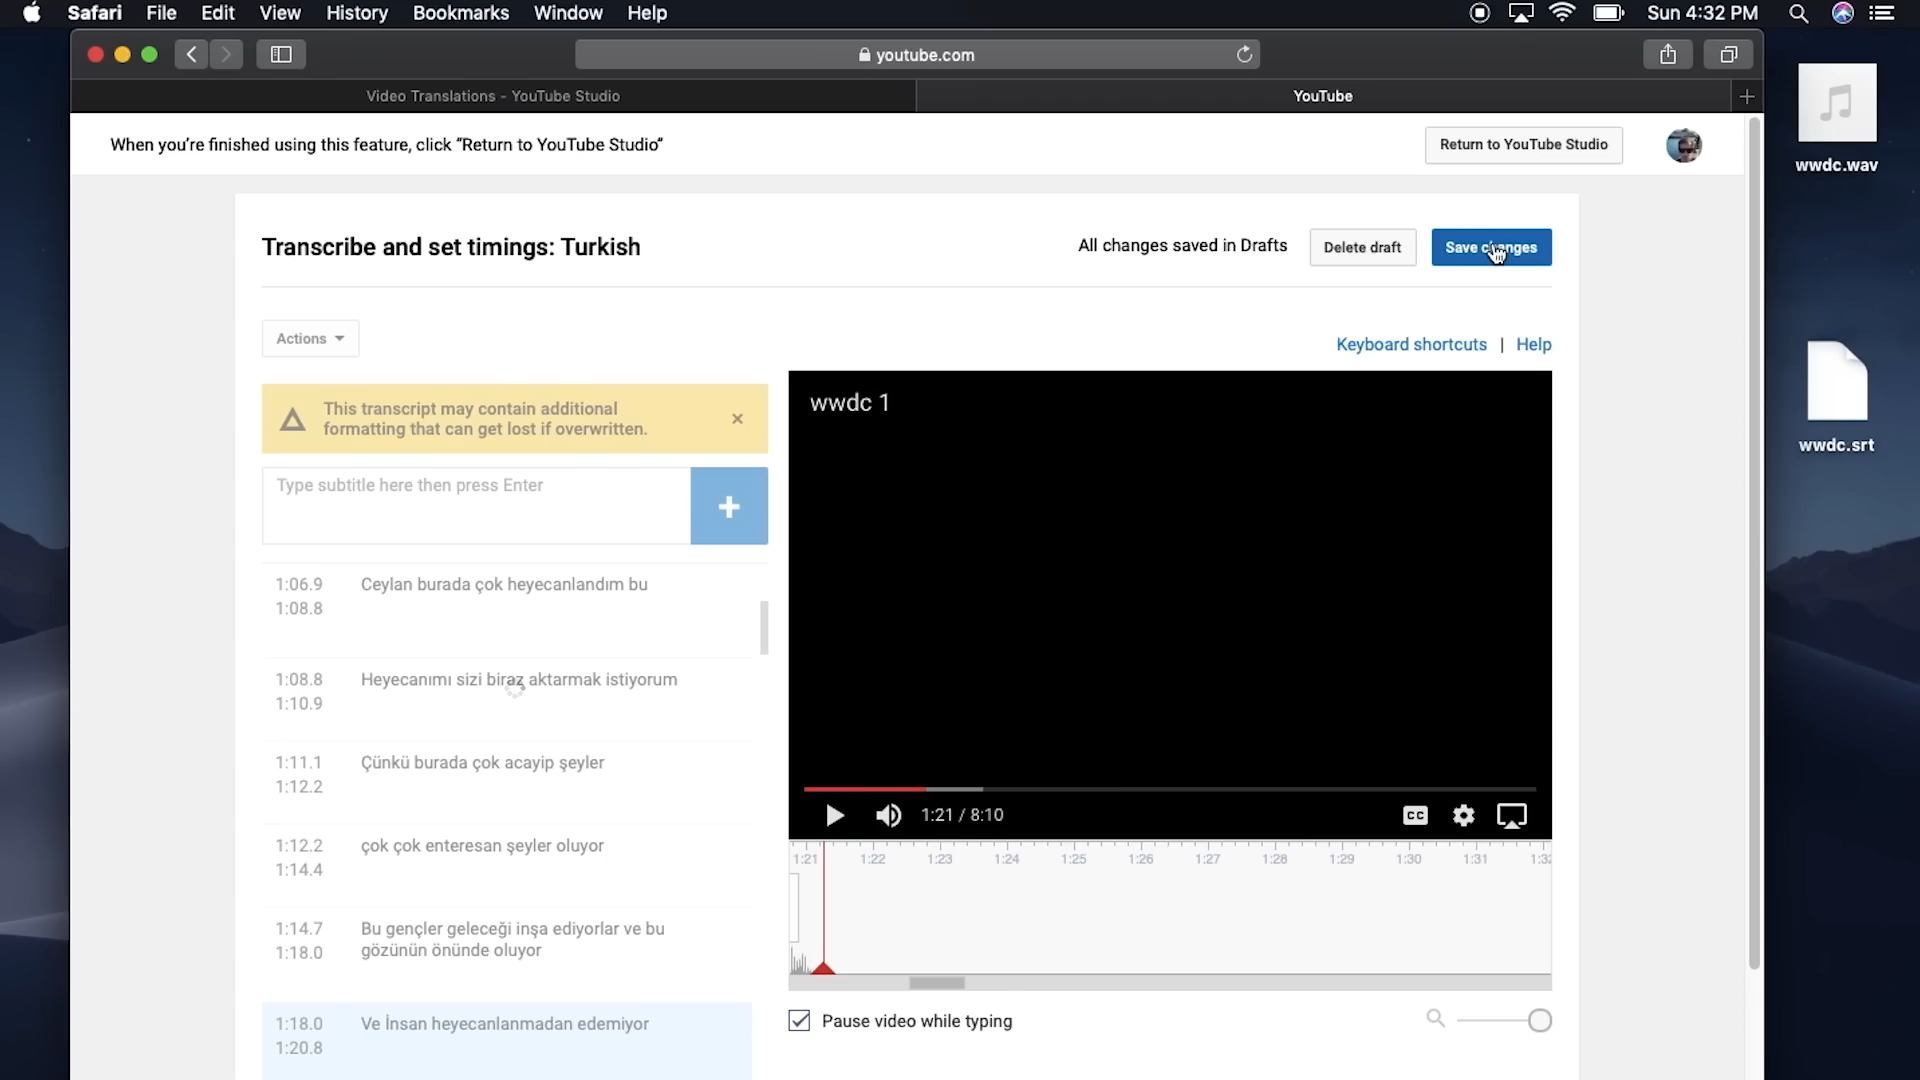 Safari File Edit View History Bookmarks Window Help Sun 4:32 PM
youtube.com
Video Translations - YouTube Studio YouTube
wwdc.wav
wwdc.srt
When you're finished using this feature, click "Return to YouTube Studio" Return to YouTube Studio
Transcribe and set timings: Turkish All changes saved in Drafts Delete draft Save changes
Actions Keyboard shortcuts | Help
This transcript may contain additional
formatting that can get lost if overwritten.
Type subtitle here then press Enter
1:06.9 Ceylan burada çok heyecanlandım bu
1:08.8
1:08.8 Heyecanımı sizi biraz aktarmak istiyorum
1:10.9
1:11.1 Çünkü burada çok acayip şeyler
1:12.2
1:12.2 çok çok enteresan şeyler oluyor
1:14.4
1:14.7 Bu gençler geleceği inşa ediyorlar ve bu
1:18.0 gözünün önünde oluyor
1:18.0 Ve İnsan heyecanlanmadan edemiyor
1:20.8
wwdc 1
1:21 / 8:10 CC
1:21 1:22 1:23 1:24 1:25 1:26 1:27 1:28 1:29 1:30 1:31 1:32
Pause video while typing